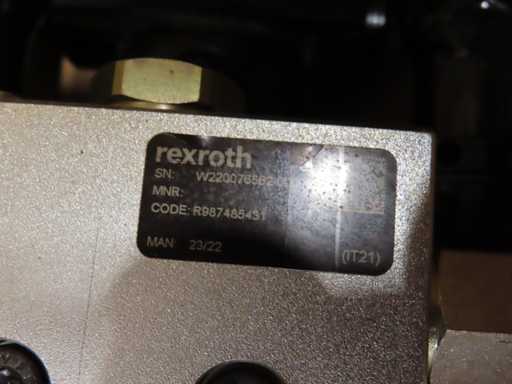 rexroth
SN: W220076562
MNR:
CODE: R987485431
MAN: 23/22
(IT21)